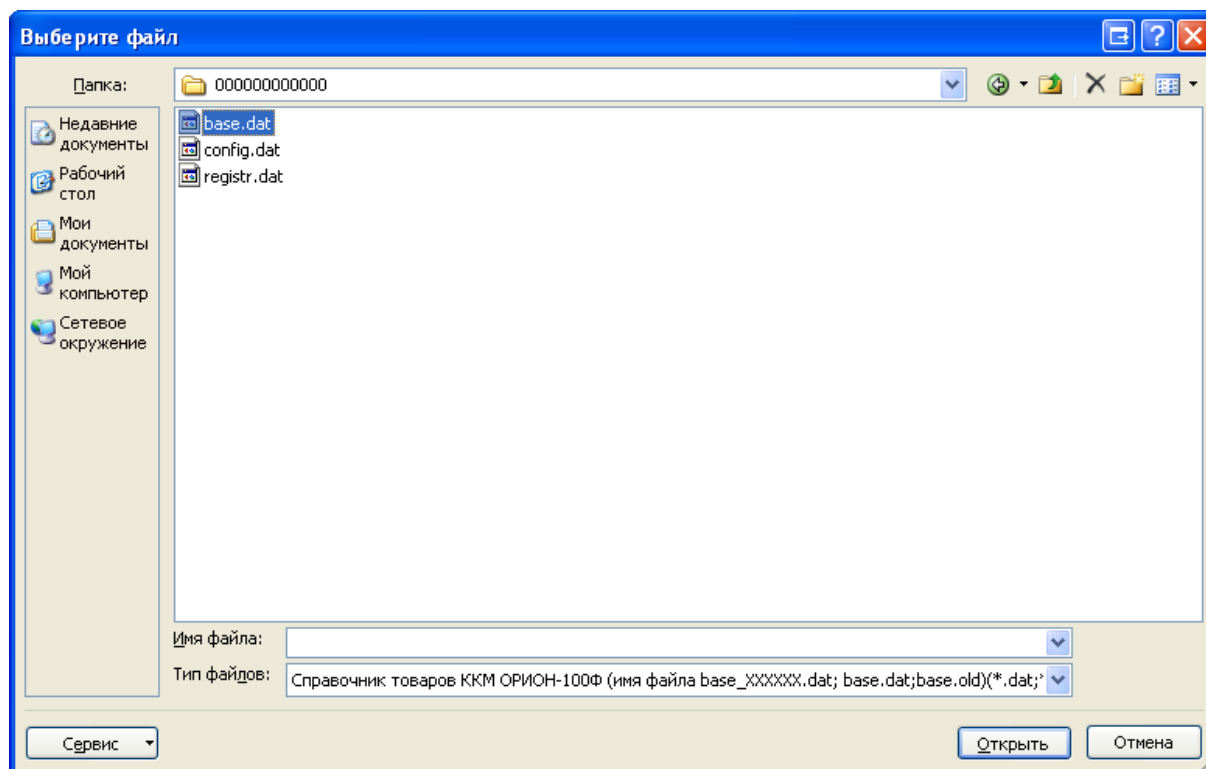 Выберите файл
Папка:
000000000000
Недавние
документы
Рабочий
стол
Мои
документы
Мой
компьютер
Сетевое
окружение
base.dat
config.dat
registr.dat
Имя файла:
Тип файлов:
Справочник товаров ККМ ОРИОН-100Ф (имя файла base_XXXXXX.dat; base.dat;base.old)(*.dat;*
Сервис
Открыть
Отмена